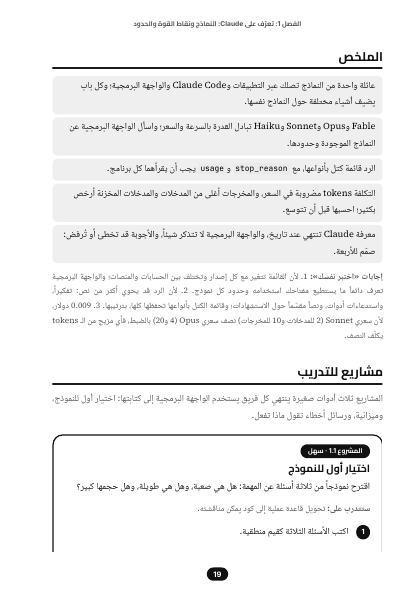 الفصل 1: تعرّف على Claude: النماذج ونقاط القوة والحدود
الملخص
عائلة واحدة من النماذج تصلك عبر التطبيقات وClaude Code والواجهة البرمجية؛ وكل باب
يضيف أشياء مختلفة حول النماذج نفسها.
Fable وOpus وSonnet وHaiku تبادل القدرة بالسرعة والسعر؛ واسأل الواجهة البرمجية عن
النماذج الموجودة وحدودها.
الرد قائمة كتل بأنواعها، مع stop_reason و usage يجب أن يقرأهما كل برنامج.
التكلفة tokens مضروبة في السعر، والمخرجات أغلى من المدخلات والمدخلات المخزنة أرخص
بكثير؛ احسبها قبل أن تتوسع.
معرفة Claude تنتهي عند تاريخ، والواجهة البرمجية لا تتذكر شيئاً، والأجوبة قد تخطئ أو تُرفض:
صمّم للأربعة.
إجابات «اختبر نفسك»: 1. لأن القائمة تتغير مع كل إصدار وتختلف بين الحسابات والمنصات؛ والواجهة البرمجية
تعرف دائماً ما يستطيع مفتاحك استخدامه وحدود كل نموذج. 2. لأن الرد قد يحوي أكثر من نص: تفكيراً،
واستدعاءات أدوات، ونصاً مقسّماً حول الاستشهادات؛ وقائمة الكتل بأنواعها تحفظها كلها، بترتيبها. 3. 0.009 دولار،
لأن سعري Sonnet (2 للمدخلات و10 للمخرجات) نصف سعري Opus (4 و20) بالضبط، فأي مزيج من الـ tokens
يكلّف النصف.
مشاريع للتدريب
المشاريع ثلاث أدوات صغيرة ينتهي كل فريق يستخدم الواجهة البرمجية إلى كتابتها: اختيار أول للنموذج،
وميزانية، ورسائل أخطاء تقول ماذا تفعل.
المشروع 1.1 · سهل
اختيار أول للنموذج
اقترح نموذجاً من ثلاثة أسئلة عن المهمة: هل هي صعبة، وهل هي طويلة، وهل حجمها كبير؟
ستتدرب على: تحويل قاعدة عملية إلى كود يمكن مناقشته.
1 اكتب الأسئلة الثلاثة كقيم منطقية.
19